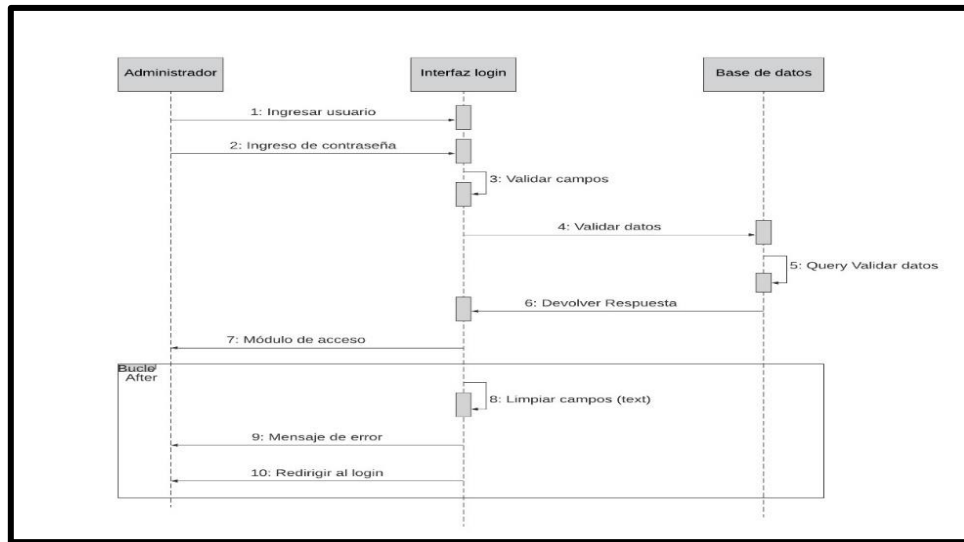 Administrador
Interfaz login
Base de datos
1: Ingresar usuario
2: Ingreso de contraseña
3: Validar campos
4: Validar datos
5: Query Validar datos
6: Devolver Respuesta
7: Módulo de acceso
Bucle
After
8: Limpiar campos (text)
9: Mensaje de error
10: Redirigir al login